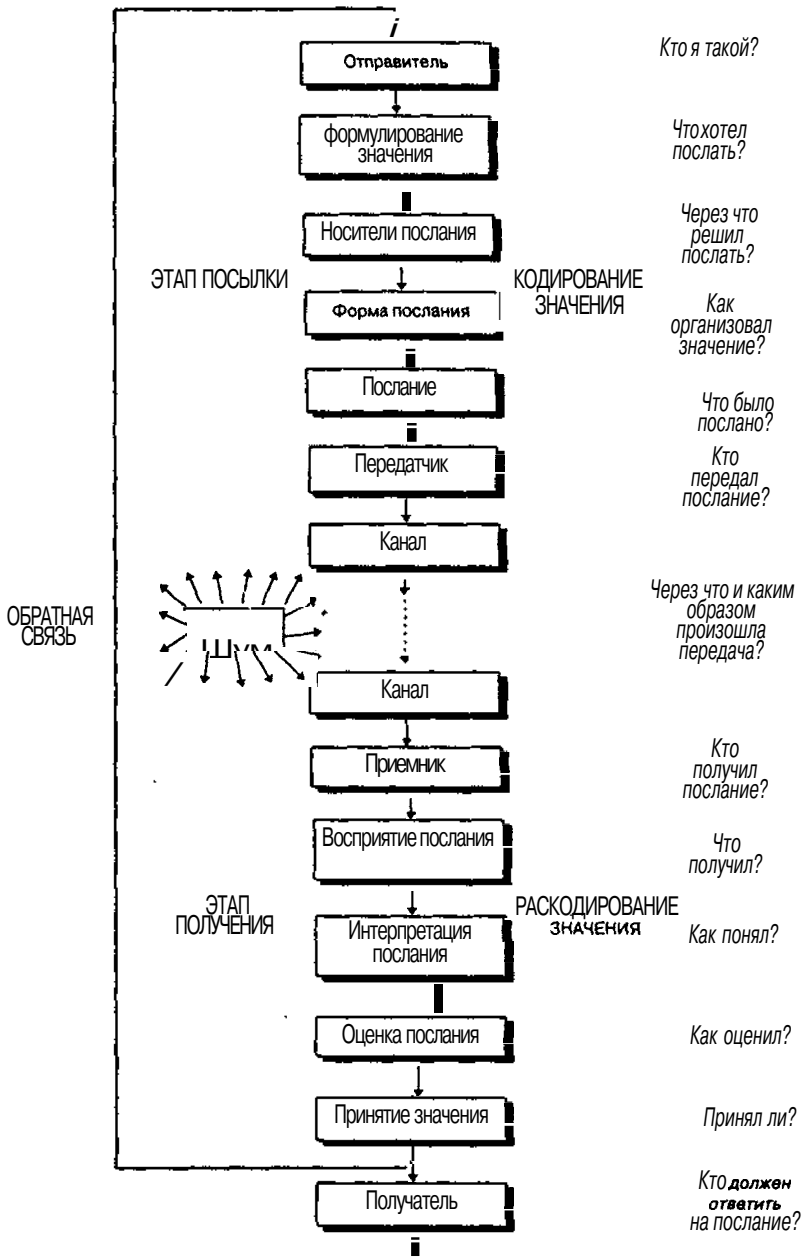 i
Отправитель
Кто я такой?
формулирование
значения
Что хотел
послать?
Носители послания
Через что
решил
послать?
ЭТАП ПОСЫЛКИ
КОДИРОВАНИЕ
ЗНАЧЕНИЯ
Форма послания
Как
организовал
значение?
Послание
Что было
послано?
Передатчик
Кто
передал
послание?
Канал
ОБРАТНАЯ
СВЯЗЬ
Шум
Через что и каким
образом
произошла
передача?
Канал
Приемник
Кто
получил
послание?
Восприятие послания
Что
получил?
ЭТАП
ПОЛУЧЕНИЯ
РАСКОДИРОВАНИЕ
ЗНАЧЕНИЯ
Интерпретация
послания
Как понял?
Оценка послания
Как оценил?
Принятие значения
Принял ли?
Получатель
Кто должен
ответить
на послание?